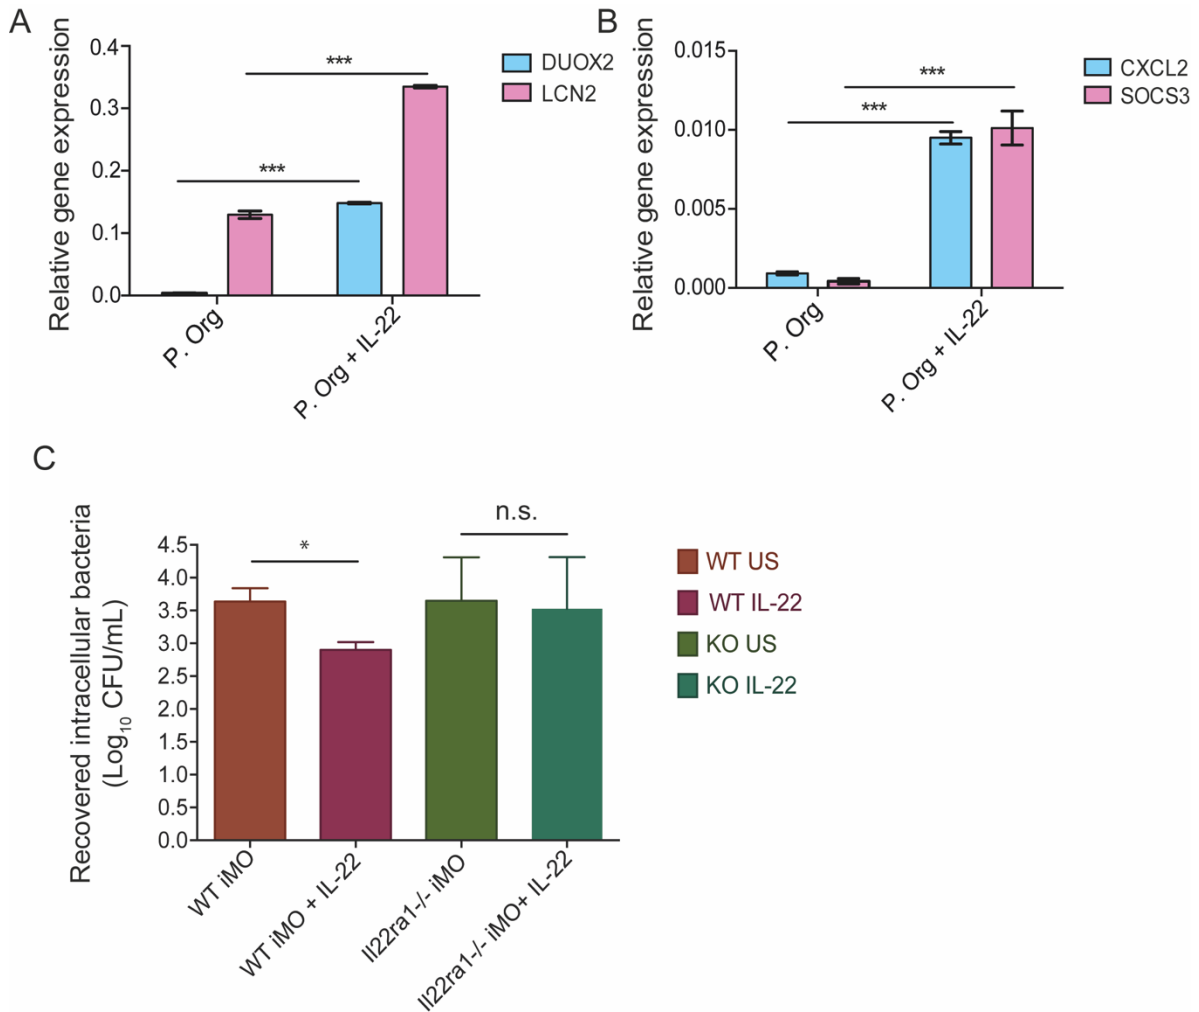 A
Relative gene expression
0.4
0.3
0.2
0.1
0.0
***
***
DUOX2
LCN2
P. Org
P. Org + IL-22
B
Relative gene expression
0.015
0.010
0.005
0.000
***
***
CXCL2
SOCS3
P. Org
P. Org + IL-22
C
Recovered intracellular bacteria
(Log10 CFU/mL)
4.5
4.0
3.5
3.0
2.5
2.0
1.5
1.0
0.5
0.0
*
n.s.
WT US
WT IL-22
KO US
KO IL-22
WT iMO
WT iMO + IL-22
Il22ra1-/- iMO
Il22ra1-/- iMO+ IL-22